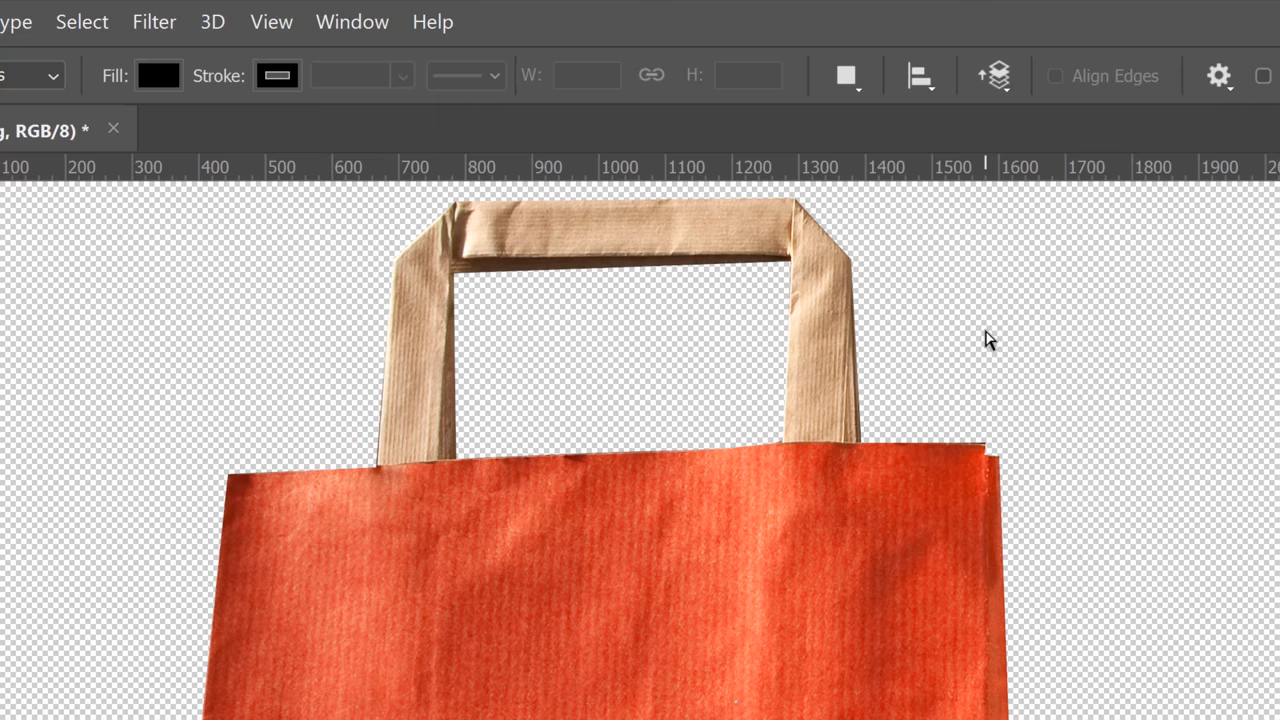 ype Select Filter 3D View Window Help
s Fill: Stroke: W: H: Align Edges
g, RGB/8) * ×
100 200 300 400 500 600 700 800 900 1000 1100 1200 1300 1400 1500 1600 1700 1800 1900 20